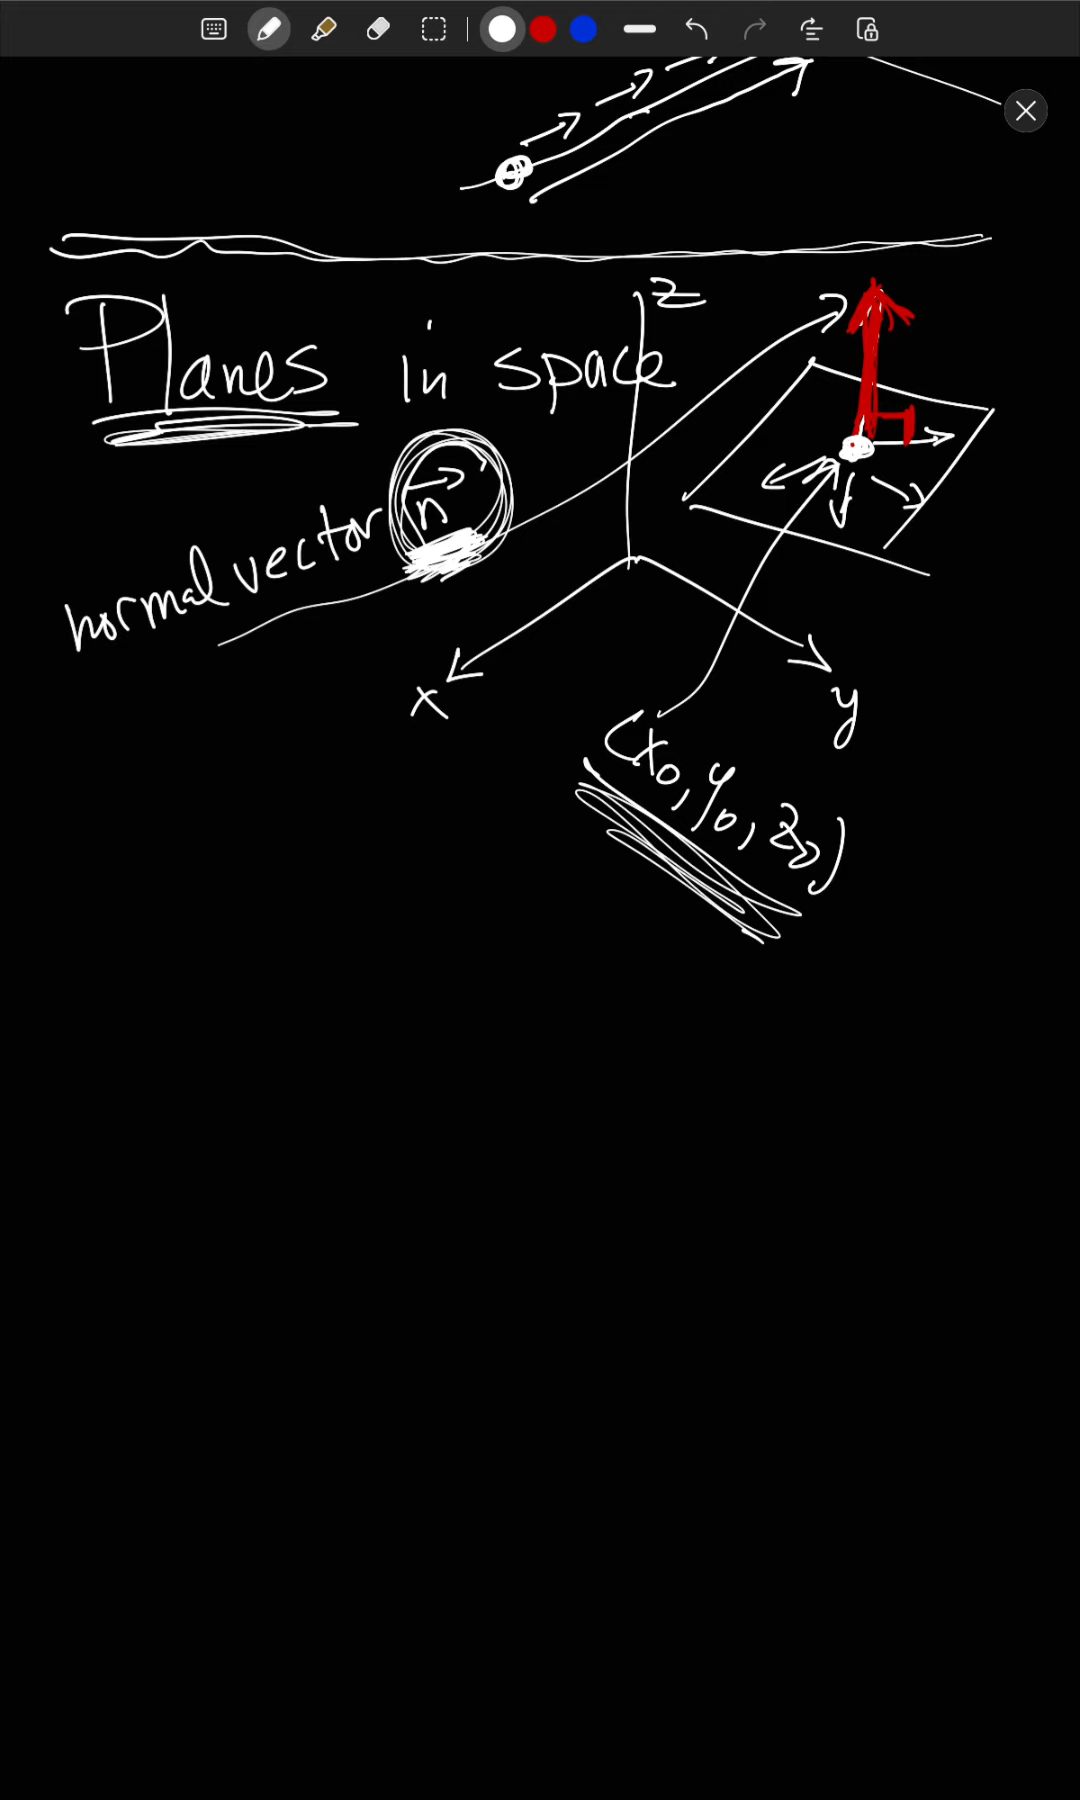 z
Planes in space
normal vector n
x
y
(x₀, y₀, z₀)